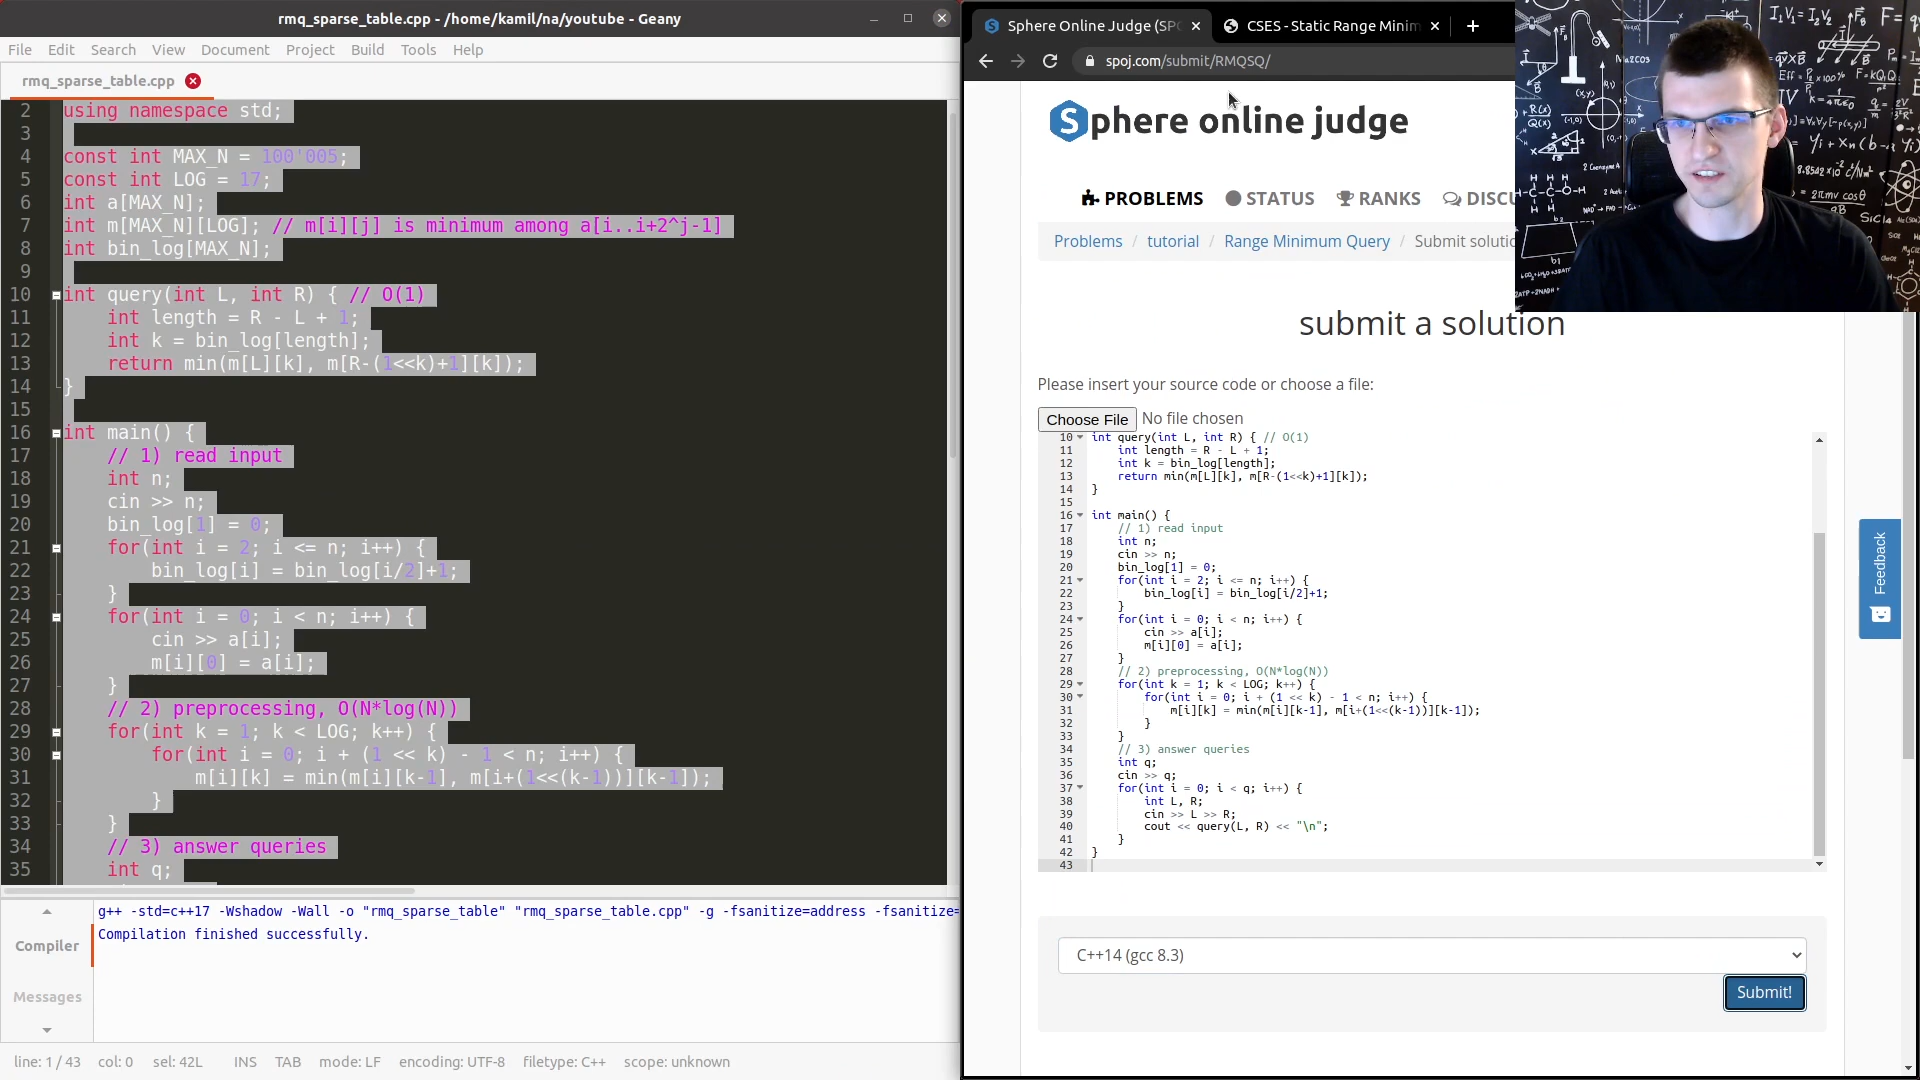 rmq_sparse_table.cpp - /home/kamil/na/youtube - Geany
File Edit Search View Document Project Build Tools Help
rmq_sparse_table.cpp
2 using namespace std;
3
4 const int MAX_N = 100'005;
5 const int LOG = 17;
6 int a[MAX_N];
7 int m[MAX_N][LOG]; // m[i][j] is minimum among a[i..i+2^j-1]
8 int bin_log[MAX_N];
9
10 int query(int L, int R) { // O(1)
11 int length = R - L + 1;
12 int k = bin_log[length];
13 return min(m[L][k], m[R-(1<<k)+1][k]);
14 }
15
16 int main() {
17 // 1) read input
18 int n;
19 cin >> n;
20 bin_log[1] = 0;
21 for(int i = 2; i <= n; i++) {
22 bin_log[i] = bin_log[i/2]+1;
23 }
24 for(int i = 0; i < n; i++) {
25 cin >> a[i];
26 m[i][0] = a[i];
27 }
28 // 2) preprocessing, O(N*log(N))
29 for(int k = 1; k < LOG; k++) {
30 for(int i = 0; i + (1 << k) - 1 < n; i++) {
31 m[i][k] = min(m[i][k-1], m[i+(1<<(k-1))][k-1]);
32 }
33 }
34 // 3) answer queries
35 int q;
Compiler
Messages
g++ -std=c++17 -Wshadow -Wall -o "rmq_sparse_table" "rmq_sparse_table.cpp" -g -fsanitize=address -fsanitize=
Compilation finished successfully.
line: 1 / 43 col: 0 sel: 42L INS TAB mode: LF encoding: UTF-8 filetype: C++ scope: unknown
Sphere Online Judge (SPO
CSES - Static Range Minim
spoj.com/submit/RMQSQ/
Sphere online judge
PROBLEMS STATUS RANKS DISCU
Problems / tutorial / Range Minimum Query / Submit solutio
submit a solution
Please insert your source code or choose a file:
Choose File No file chosen
10 int query(int L, int R) { // O(1)
11 int length = R - L + 1;
12 int k = bin_log[length];
13 return min(m[L][k], m[R-(1<<k)+1][k]);
14 }
15
16 int main() {
17 // 1) read input
18 int n;
19 cin >> n;
20 bin_log[1] = 0;
21 for(int i = 2; i <= n; i++) {
22 bin_log[i] = bin_log[i/2]+1;
23 }
24 for(int i = 0; i < n; i++) {
25 cin >> a[i];
26 m[i][0] = a[i];
27 }
28 // 2) preprocessing, O(N*log(N))
29 for(int k = 1; k < LOG; k++) {
30 for(int i = 0; i + (1 << k) - 1 < n; i++) {
31 m[i][k] = min(m[i][k-1], m[i+(1<<(k-1))][k-1]);
32 }
33 }
34 // 3) answer queries
35 int q;
36 cin >> q;
37 for(int i = 0; i < q; i++) {
38 int L, R;
39 cin >> L >> R;
40 cout << query(L, R) << "\n";
41 }
42 }
43
C++14 (gcc 8.3)
Submit!
Feedback